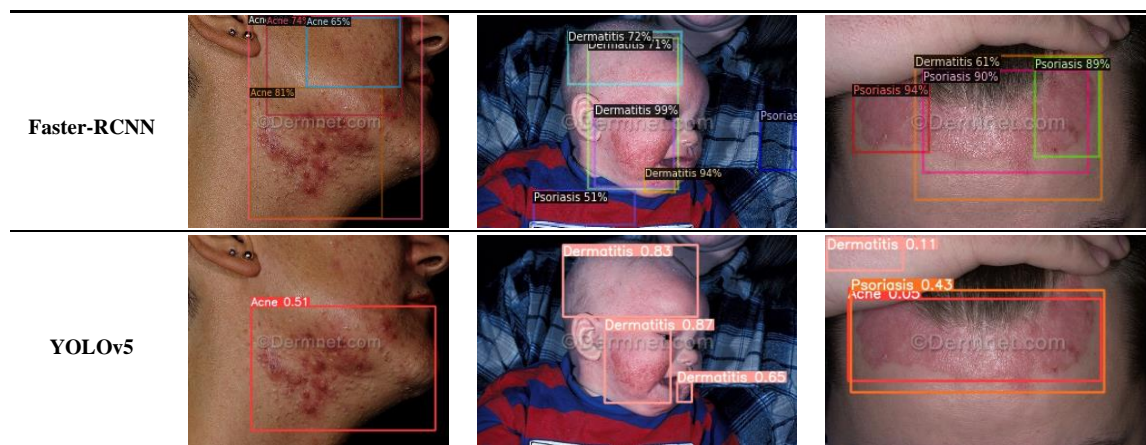 Faster-RCNN
Acne 74%
Acne 65%
Acne 81%
©Dermnet.com
Dermatitis 72%
Dermatitis 71%
Dermatitis 99%
©Dermnet.com
Dermatitis 94%
Psoriasis 51%
Dermatitis 61%
Psoriasis 90%
Psoriasis 89%
Psoriasis 94%
©Dermnet.com
YOLOv5
Acne 0.51
©Dermnet.com
Dermatitis 0.83
Dermatitis 0.87
©Dermnet.com
Dermatitis 0.65
Dermatitis 0.11
Psoriasis 0.43
Acne 0.05
©Dermnet.com